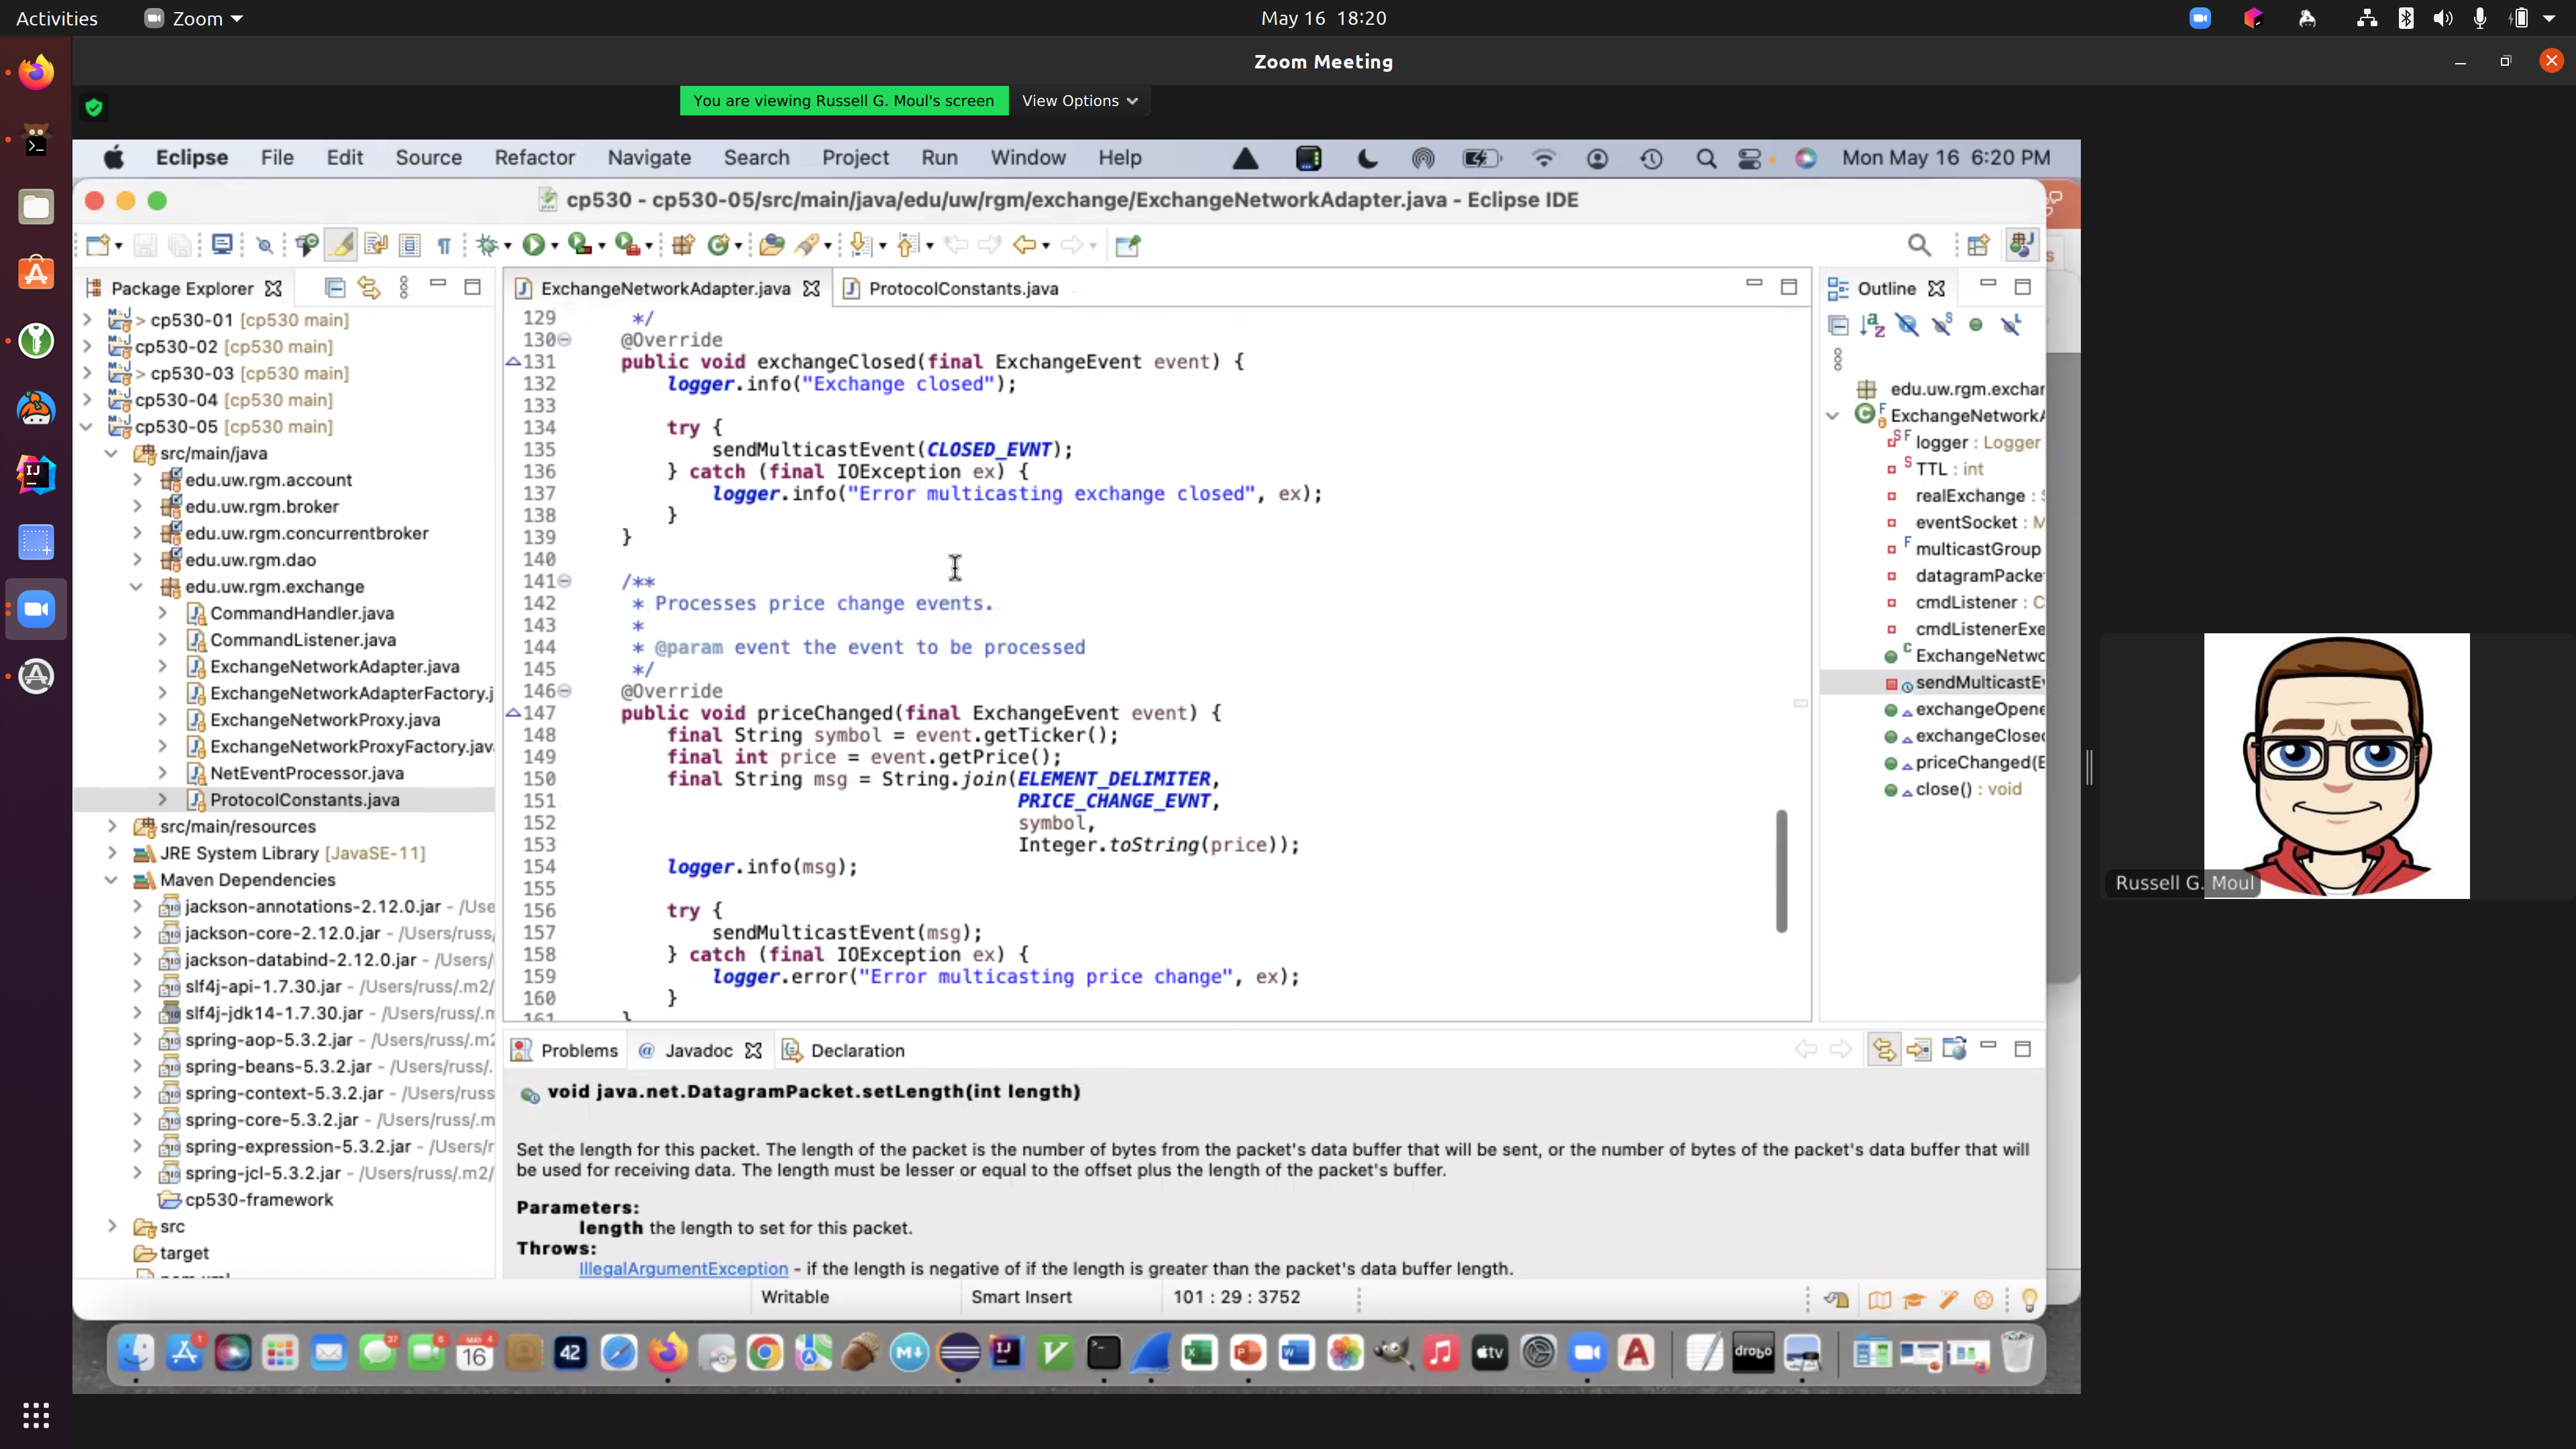 Activities
Zoom
May 16 18:20
Zoom Meeting
You are viewing Russell G. Moul's screen
View Options
Eclipse File Edit Source Refactor Navigate Search Project Run Window Help
Mon May 16 6:20 PM
cp530 - cp530-05/src/main/java/edu/uw/rgm/exchange/ExchangeNetworkAdapter.java - Eclipse IDE
Package Explorer
> cp530-01 [cp530 main]
cp530-02 [cp530 main]
> cp530-03 [cp530 main]
cp530-04 [cp530 main]
cp530-05 [cp530 main]
src/main/java
edu.uw.rgm.account
edu.uw.rgm.broker
edu.uw.rgm.concurrentbroker
edu.uw.rgm.dao
edu.uw.rgm.exchange
CommandHandler.java
CommandListener.java
ExchangeNetworkAdapter.java
ExchangeNetworkAdapterFactory.j
ExchangeNetworkProxy.java
ExchangeNetworkProxyFactory.jav
NetEventProcessor.java
ProtocolConstants.java
src/main/resources
JRE System Library [JavaSE-11]
Maven Dependencies
jackson-annotations-2.12.0.jar - /Use
jackson-core-2.12.0.jar - /Users/russ/
jackson-databind-2.12.0.jar - /Users/
slf4j-api-1.7.30.jar - /Users/russ/.m2/
slf4j-jdk14-1.7.30.jar - /Users/russ/.m
spring-aop-5.3.2.jar - /Users/russ/.m2
spring-beans-5.3.2.jar - /Users/russ/.
spring-context-5.3.2.jar - /Users/russ
spring-core-5.3.2.jar - /Users/russ/.m
spring-expression-5.3.2.jar - /Users/r
spring-jcl-5.3.2.jar - /Users/russ/.m2/
cp530-framework
src
target
ExchangeNetworkAdapter.java
ProtocolConstants.java
129 */
130 @Override
131 public void exchangeClosed(final ExchangeEvent event) {
132 logger.info("Exchange closed");
133
134 try {
135 sendMulticastEvent(CLOSED_EVNT);
136 } catch (final IOException ex) {
137 logger.info("Error multicasting exchange closed", ex);
138 }
139 }
140
141 /**
142 * Processes price change events.
143 *
144 * @param event the event to be processed
145 */
146 @Override
147 public void priceChanged(final ExchangeEvent event) {
148 final String symbol = event.getTicker();
149 final int price = event.getPrice();
150 final String msg = String.join(ELEMENT_DELIMITER,
151 PRICE_CHANGE_EVNT,
152 symbol,
153 Integer.toString(price));
154 logger.info(msg);
155
156 try {
157 sendMulticastEvent(msg);
158 } catch (final IOException ex) {
159 logger.error("Error multicasting price change", ex);
160 }
161 }
Outline
edu.uw.rgm.exchar
ExchangeNetworkA
logger : Logger
TTL : int
realExchange : S
eventSocket : M
multicastGroup
datagramPacke
cmdListener : C
cmdListenerExe
ExchangeNetwo
sendMulticastEv
exchangeOpene
exchangeClosed
priceChanged(E
close() : void
Problems
@ Javadoc
Declaration
void java.net.DatagramPacket.setLength(int length)
Set the length for this packet. The length of the packet is the number of bytes from the packet's data buffer that will be sent, or the number of bytes of the packet's data buffer that will
be used for receiving data. The length must be lesser or equal to the offset plus the length of the packet's buffer.
Parameters:
length the length to set for this packet.
Throws:
IllegalArgumentException - if the length is negative of if the length is greater than the packet's data buffer length.
Writable
Smart Insert
101 : 29 : 3752
Russell G. Moul
1
37
6
MAY 4
16
42
M↓
IJ
tv
drobo